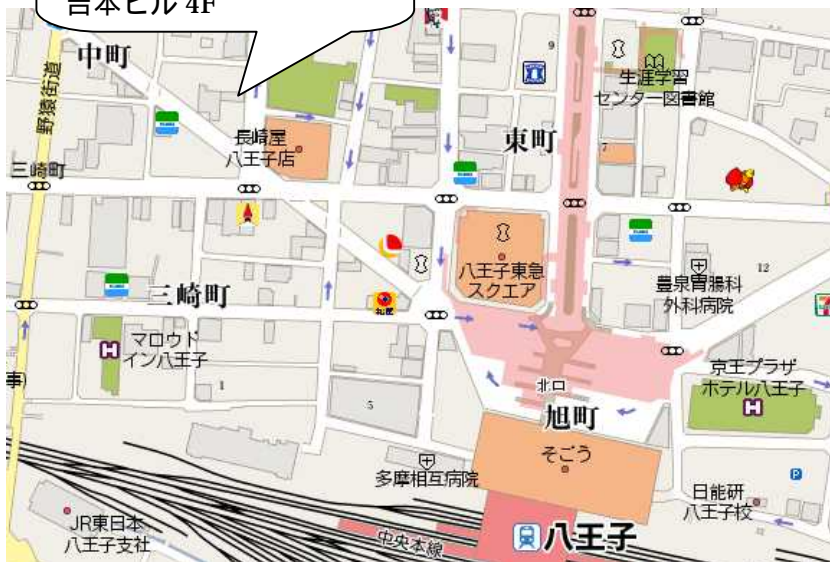 台本ビル 4F
中町
野猿街道
9
生涯学習
センター図書館
長崎屋
八王子店
東町
7
三崎町
八王子東急
スクエア
豊泉胃腸科
外科病院
12
三崎町
マロウド
イン八王子
京王プラザ
ホテル八王子
事)
1
5
北口
旭町
そごう
多摩相互病院
P
日能研
八王子校
JR東日本
八王子支社
中央本線
八王子